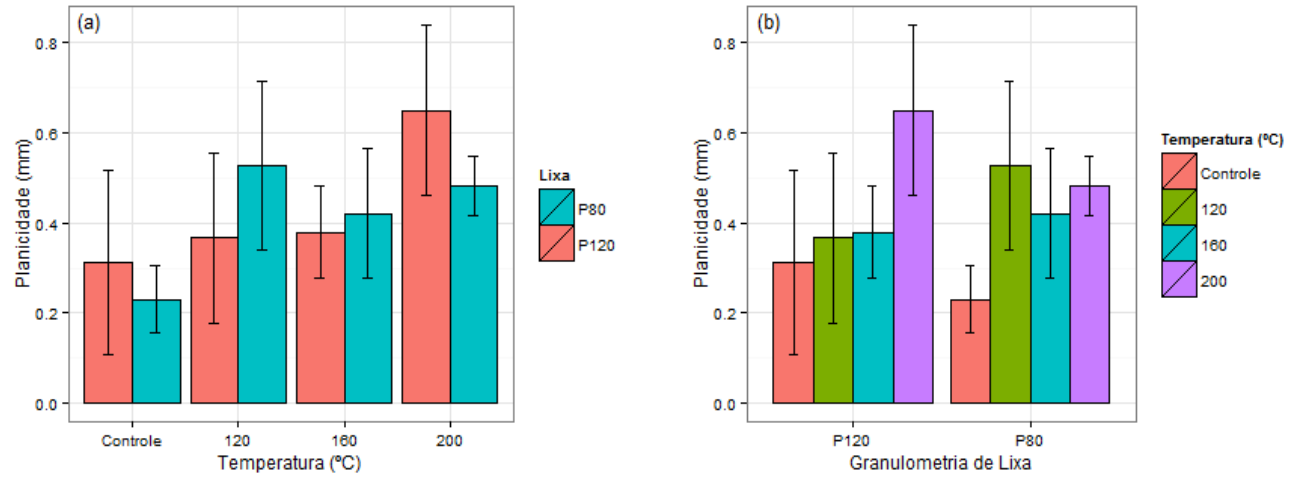 (a)
Planicidade (mm)
0.8
0.6
0.4
0.2
0.0
Controle 120 160 200
Temperatura (ºC)
Lixa
P80
P120
(b)
Planicidade (mm)
0.8
0.6
0.4
0.2
0.0
P120 P80
Granulometria de Lixa
Temperatura (ºC)
Controle
120
160
200